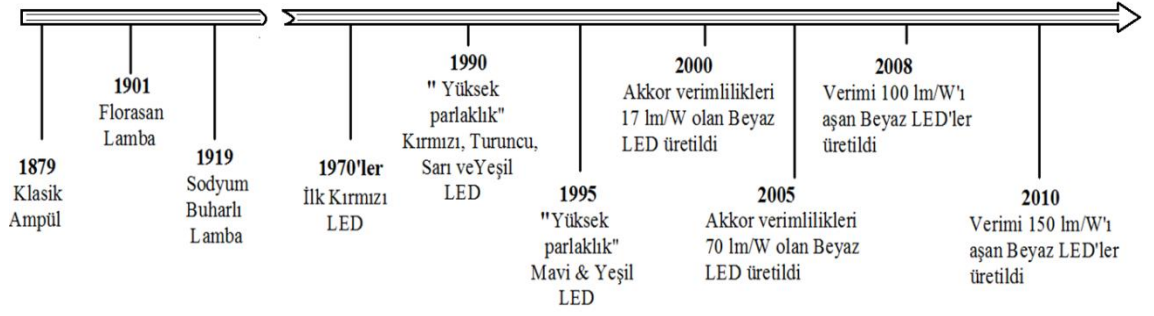 1879
Klasik
Ampül
1901
Florasan
Lamba
1919
Sodyum
Buharlı
Lamba
1970'ler
İlk Kırmızı
LED
1990
" Yüksek
parlaklık"
Kırmızı, Turuncu,
Sarı veYeşil
LED
1995
"Yüksek
parlaklık"
Mavi & Yeşil
LED
2000
Akkor verimlilikleri
17 lm/W olan Beyaz
LED üretildi
2005
Akkor verimlilikleri
70 lm/W olan Beyaz
LED üretildi
2008
Verimi 100 lm/W'ı
aşan Beyaz LED'ler
üretildi
2010
Verimi 150 lm/W'ı
aşan Beyaz LED'ler
üretildi